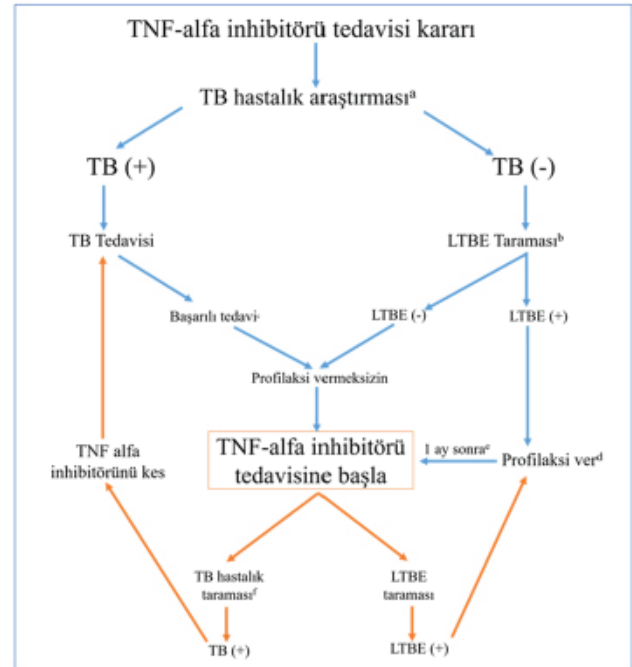 TNF-alfa inhibitörü tedavisi kararı
TB hastalık araştırmasıᵃ
TB (+)
TB (-)
TB Tedavisi
LTBE Taramasıᵇ
Başarılı tedavi
LTBE (-)
LTBE (+)
Profilaksi vermeksizin
TNF alfa
inhibitörünü kes
TNF-alfa inhibitörü
tedavisine başla
1 ay sonraᵉ
Profilaksi verᵈ
TB hastalık
taramasıᶠ
LTBE
taraması
TB (+)
LTBE (+)